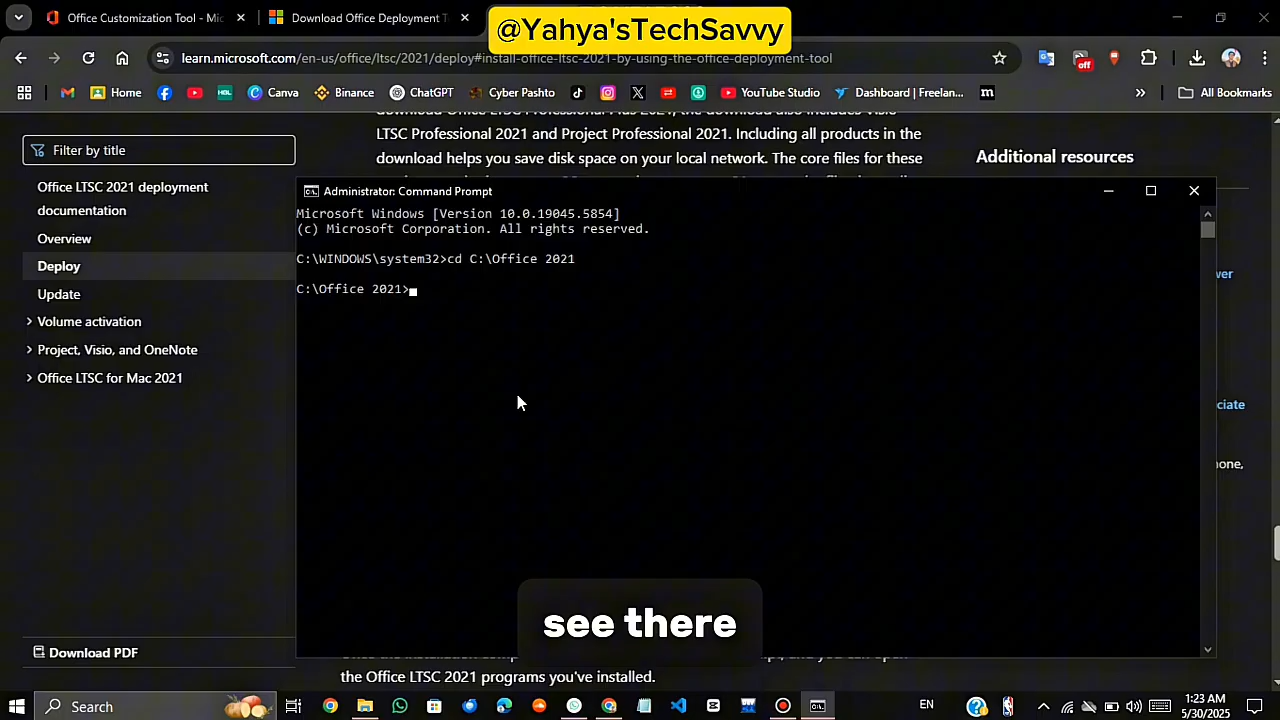 Office Customization Tool - Mic
Download Office Deployment T
@Yahya'sTechSavvy
learn.microsoft.com/en-us/office/ltsc/2021/deploy#install-office-ltsc-2021-by-using-the-office-deployment-tool
off
Home
Canva
Binance
ChatGPT
Cyber Pashto
YouTube Studio
Dashboard | Freelan...
m
»
All Bookmarks
Filter by title
Office LTSC 2021 deployment
documentation
Overview
Deploy
Update
Volume activation
Project, Visio, and OneNote
Office LTSC for Mac 2021
Download PDF
LTSC Professional 2021 and Project Professional 2021. Including all products in the
download helps you save disk space on your local network. The core files for these
Additional resources
Administrator: Command Prompt
Microsoft Windows [Version 10.0.19045.5854]
(c) Microsoft Corporation. All rights reserved.
C:\WINDOWS\system32>cd C:\Office 2021
C:\Office 2021>
see there
the Office LTSC 2021 programs you've installed.
Search
EN
1:23 AM
5/30/2025